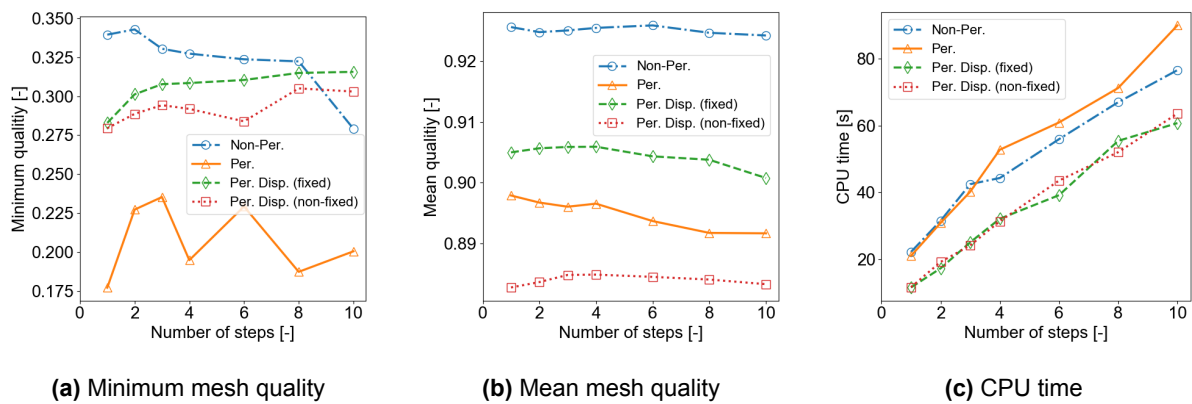 0.350
0.325
0.300
0.275
0.250
0.225
0.200
0.175
Minimum qualitiy [-]
Non-Per.
Per.
Per. Disp. (fixed)
Per. Disp. (non-fixed)
0
2
4
6
8
10
Number of steps [-]
(a) Minimum mesh quality
0.92
0.91
0.90
0.89
Mean qualitiy [-]
Non-Per.
Per.
Per. Disp. (fixed)
Per. Disp. (non-fixed)
0
2
4
6
8
10
Number of steps [-]
(b) Mean mesh quality
80
60
40
20
CPU time [s]
Non-Per.
Per.
Per. Disp. (fixed)
Per. Disp. (non-fixed)
0
2
4
6
8
10
Number of steps [-]
(c) CPU time